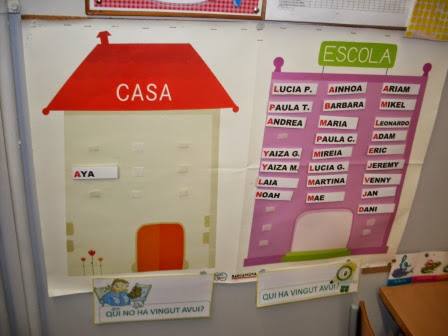 CASA
AYA
ESCOLA
LUCIA P. AINHOA ARIAM
PAULA T. BARBARA MIKEL
ANDREA MARIA LEONARDO
PAULA C. ADAM
YAIZA G. MIREIA ERIC
YAIZA M. LUCIA G. JEREMY
LAIA MARTINA VENNY
NOAH MAE JAN
DANI
BARCANOVA
QUI NO HA VINGUT AVUI?
QUI HA VINGUT AVUI?